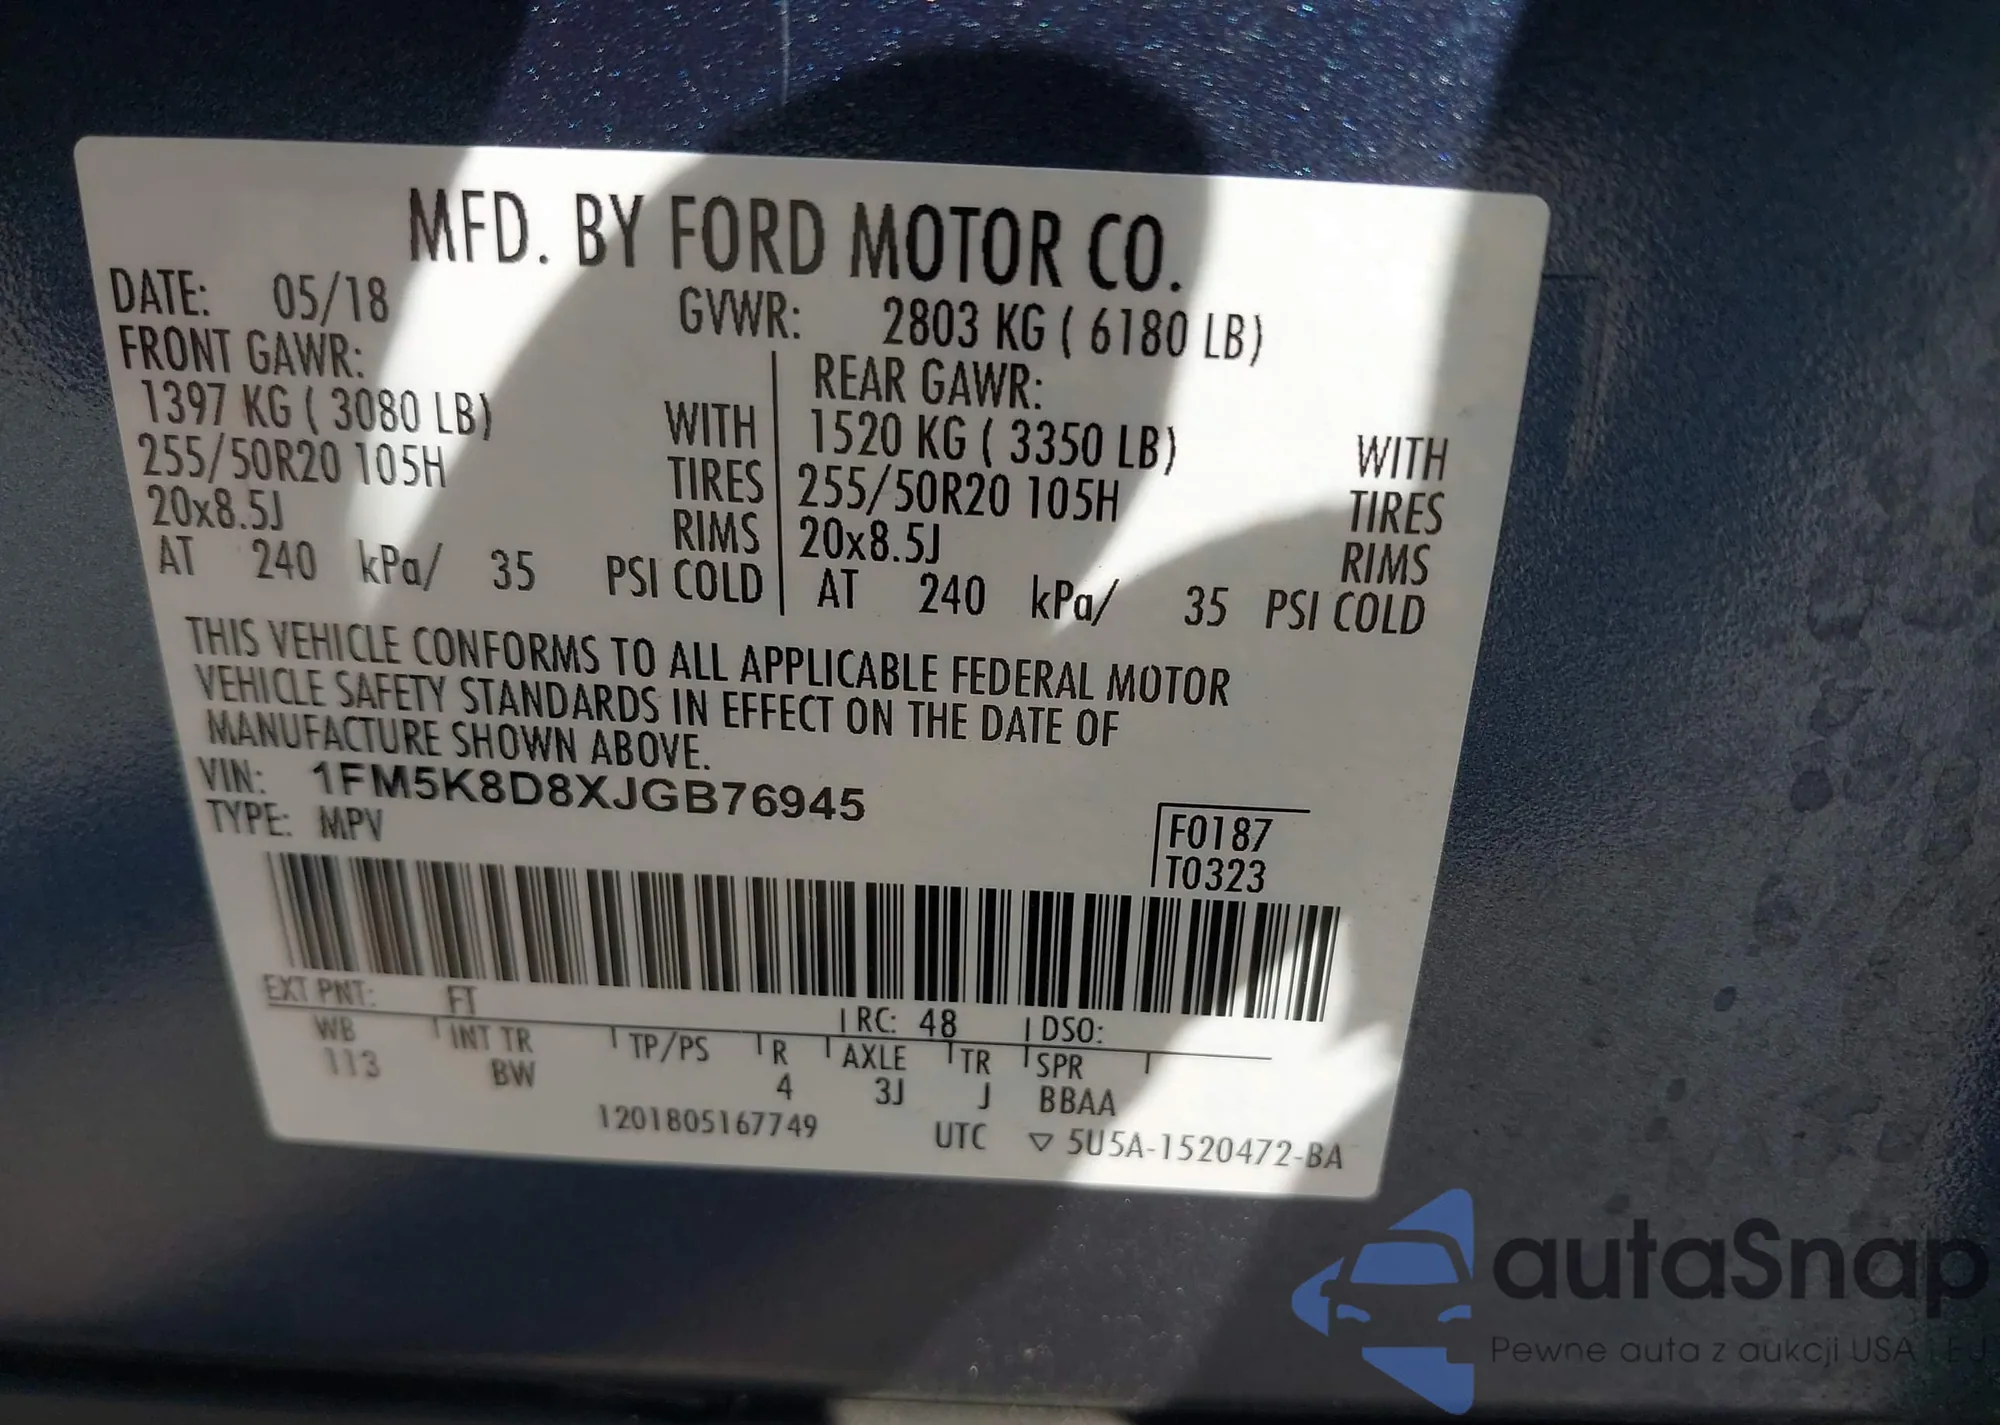 MFD. BY FORD MOTOR CO.
DATE: 05/18 GVWR: 2803 KG ( 6180 LB)
FRONT GAWR: REAR GAWR:
1397 KG ( 3080 LB) WITH 1520 KG ( 3350 LB) WITH
255/50R20 105H TIRES 255/50R20 105H TIRES
20x8.5J RIMS 20x8.5J RIMS
AT 240 kPa/ 35 PSI COLD AT 240 kPa/ 35 PSI COLD
THIS VEHICLE CONFORMS TO ALL APPLICABLE FEDERAL MOTOR
VEHICLE SAFETY STANDARDS IN EFFECT ON THE DATE OF
MANUFACTURE SHOWN ABOVE.
VIN: 1FM5K8D8XJGB76945
TYPE: MPV
F0187
T0323
EXT PNT: FT RC: 48 DSO:
WB INT TR TP/PS R AXLE TR SPR
113 BW 4 3J J BBAA
1201805167749 UTC ▽ 5U5A-1520472-BA
autaSnap
Pewne auta z aukcji USA i EU